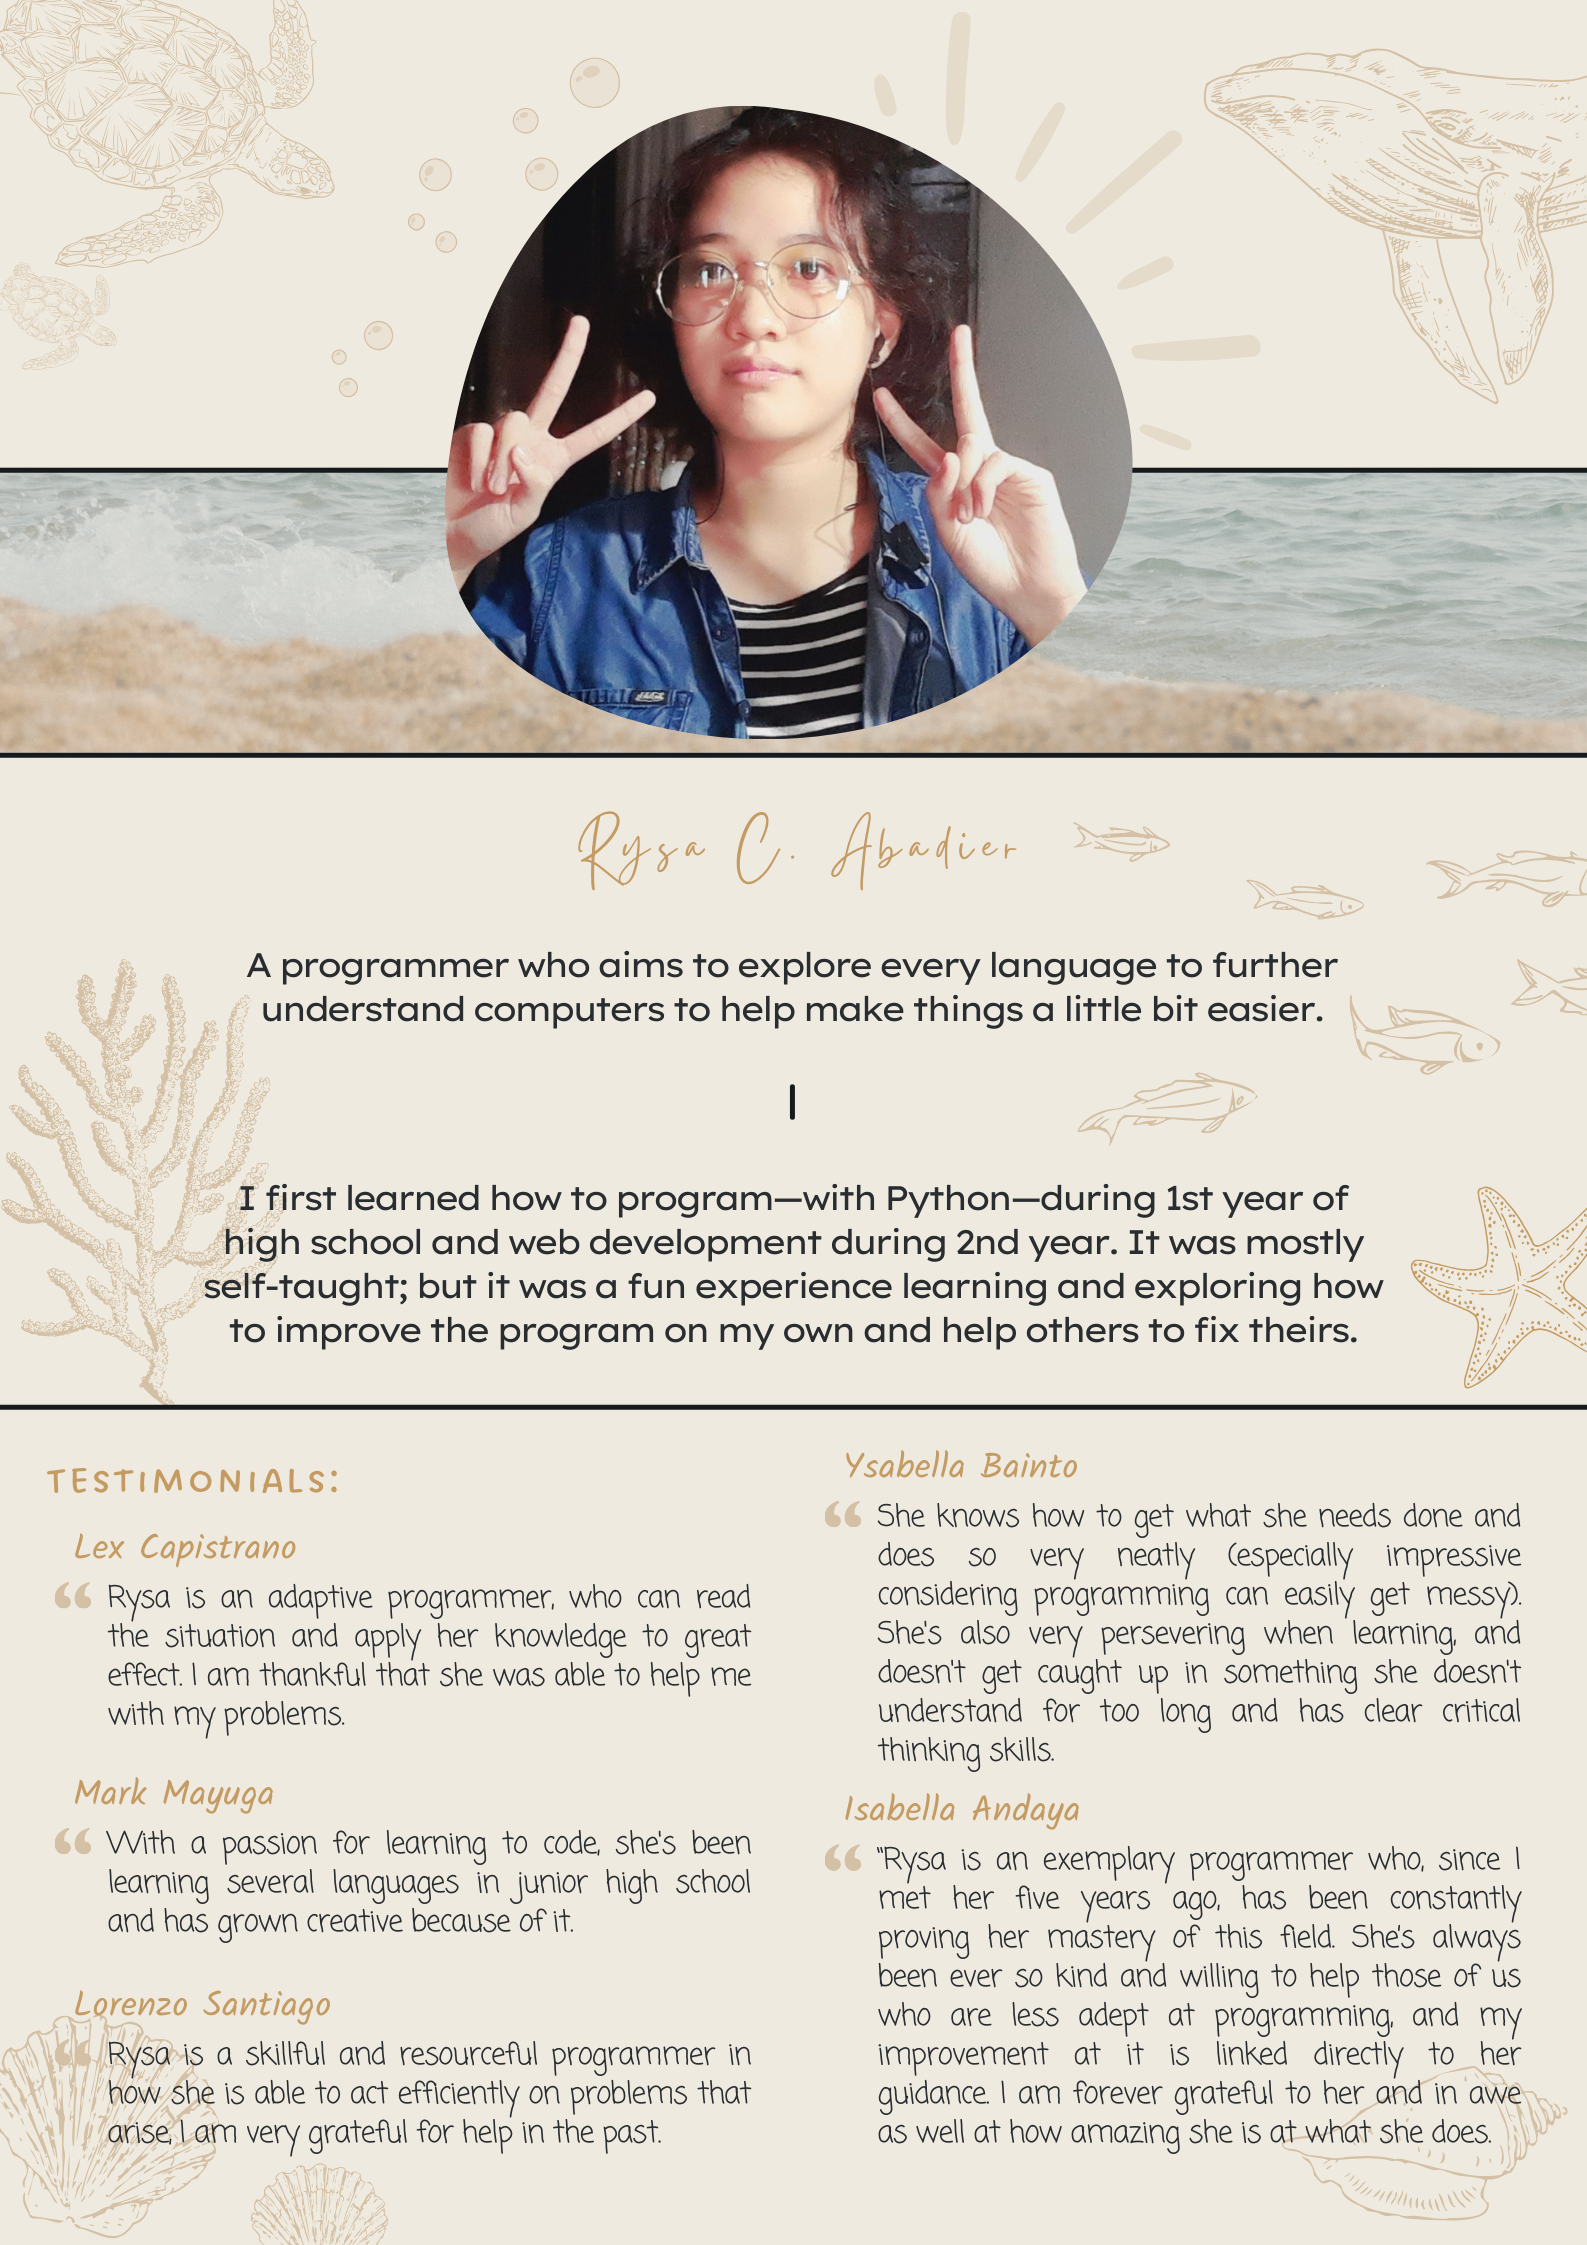 Rysa C. Abadier
A programmer who aims to explore every language to further
understand computers to help make things a little bit easier.
I first learned how to program—with Python—during 1st year of
high school and web development during 2nd year. It was mostly
self-taught; but it was a fun experience learning and exploring how
to improve the program on my own and help others to fix theirs.
TESTIMONIALS:
Lex Capistrano
“ Rysa is an adaptive programmer, who can read
the situation and apply her knowledge to great
effect. I am thankful that she was able to help me
with my problems.
Mark Mayuga
“ With a passion for learning to code, she's been
learning several languages in junior high school
and has grown creative because of it.
Lorenzo Santiago
“ Rysa is a skillful and resourceful programmer in
how she is able to act efficiently on problems that
arise, I am very grateful for help in the past.
Ysabella Bainto
“ She knows how to get what she needs done and
does so very neatly (especially impressive
considering programming can easily get messy).
She's also very persevering when learning, and
doesn't get caught up in something she doesn't
understand for too long and has clear critical
thinking skills.
Isabella Andaya
“ "Rysa is an exemplary programmer who, since I
met her five years ago, has been constantly
proving her mastery of this field. She's always
been ever so kind and willing to help those of us
who are less adept at programming, and my
improvement at it is linked directly to her
guidance. I am forever grateful to her and in awe
as well at how amazing she is at what she does.